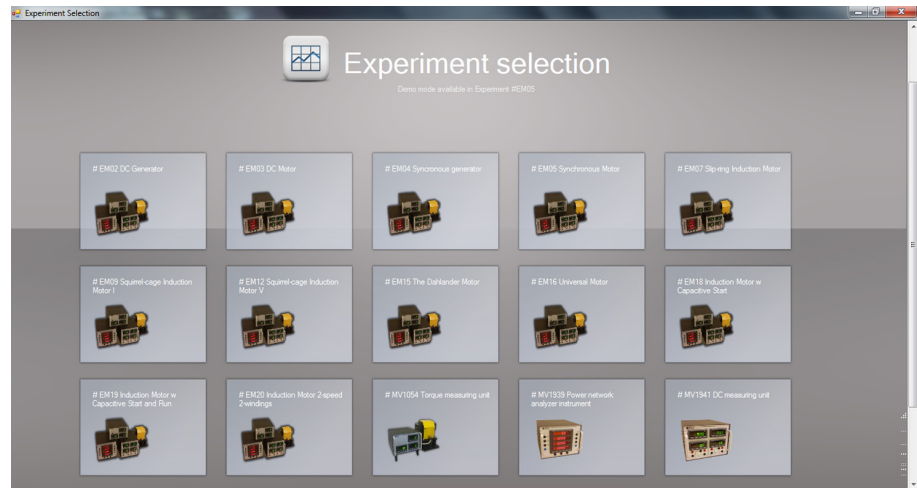 Experiment Selection
Experiment selection
Demo mode available in Experiment #EM05
# EM02 DC Generator
# EM03 DC Motor
# EM04 Syncronous generator
# EM05 Synchronous Motor
# EM07 Slip-ring Induction Motor
# EM09 Squirrel-cage Induction
Motor I
# EM12 Squirrel-cage Induction
Motor V
# EM15 The Dahlander Motor
# EM16 Universal Motor
# EM18 Induction Motor w
Capacitive Start
# EM19 Induction Motor w
Capacitive Start and Run
# EM20 Induction Motor 2-speed
2-windings
# MV1054 Torque measuring unit
# MV1939 Power network
analyzer instrument
# MV1941 DC measuring unit